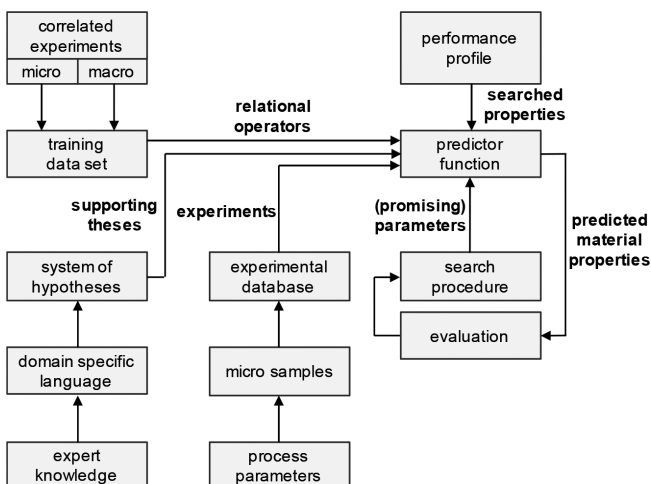 correlated
experiments
micro
macro
performance
profile
searched
properties
relational
operators
training
data set
predictor
function
supporting
theses
experiments
(promising)
parameters
predicted
material
properties
system of
hypotheses
experimental
database
search
procedure
evaluation
domain specific
language
micro samples
expert
knowledge
process
parameters